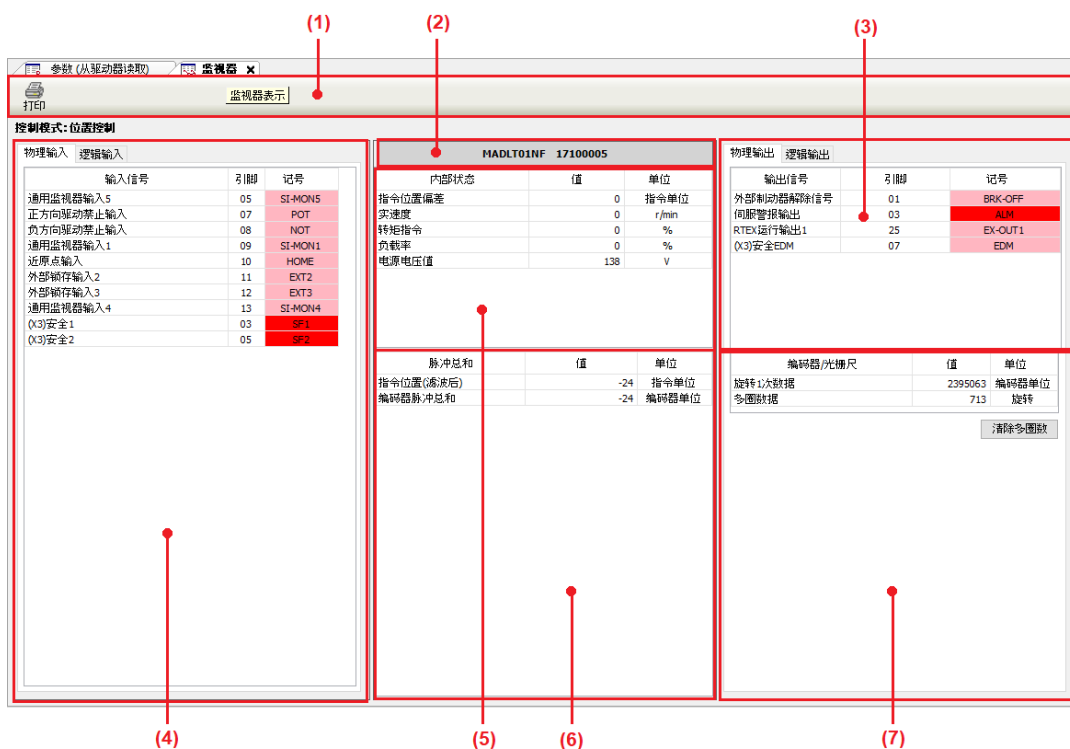 (1)
(2)
(3)
参数 (从驱动器读取)
监视器 x
打印
监视器表示
控制模式:位置控制
物理输入 逻辑输入
输入信号 引脚 记号
通用监视器输入5 05 SI-MON5
正方向驱动禁止输入 07 POT
负方向驱动禁止输入 08 NOT
通用监视器输入1 09 SI-MON1
近原点输入 10 HOME
外部锁存输入2 11 EXT2
外部锁存输入3 12 EXT3
通用监视器输入4 13 SI-MON4
(X3)安全1 03 SF1
(X3)安全2 05 SF2
MADLT01NF 17100005
内部状态 值 单位
指令位置偏差 0 指令单位
实速度 0 r/min
转矩指令 0 %
负载率 0 %
电源电压值 138 V
脉冲总和 值 单位
指令位置(滤波后) -24 指令单位
编码器脉冲总和 -24 编码器单位
物理输出 逻辑输出
输出信号 引脚 记号
外部制动器解除信号 01 BRK-OFF
伺服警报输出 03 ALM
RTEX运行输出1 25 EX-OUT1
(X3)安全EDM 07 EDM
编码器/光栅尺 值 单位
旋转1次数据 2395063 编码器单位
多圈数据 713 旋转
清除多圈数
(4)
(5)
(6)
(7)